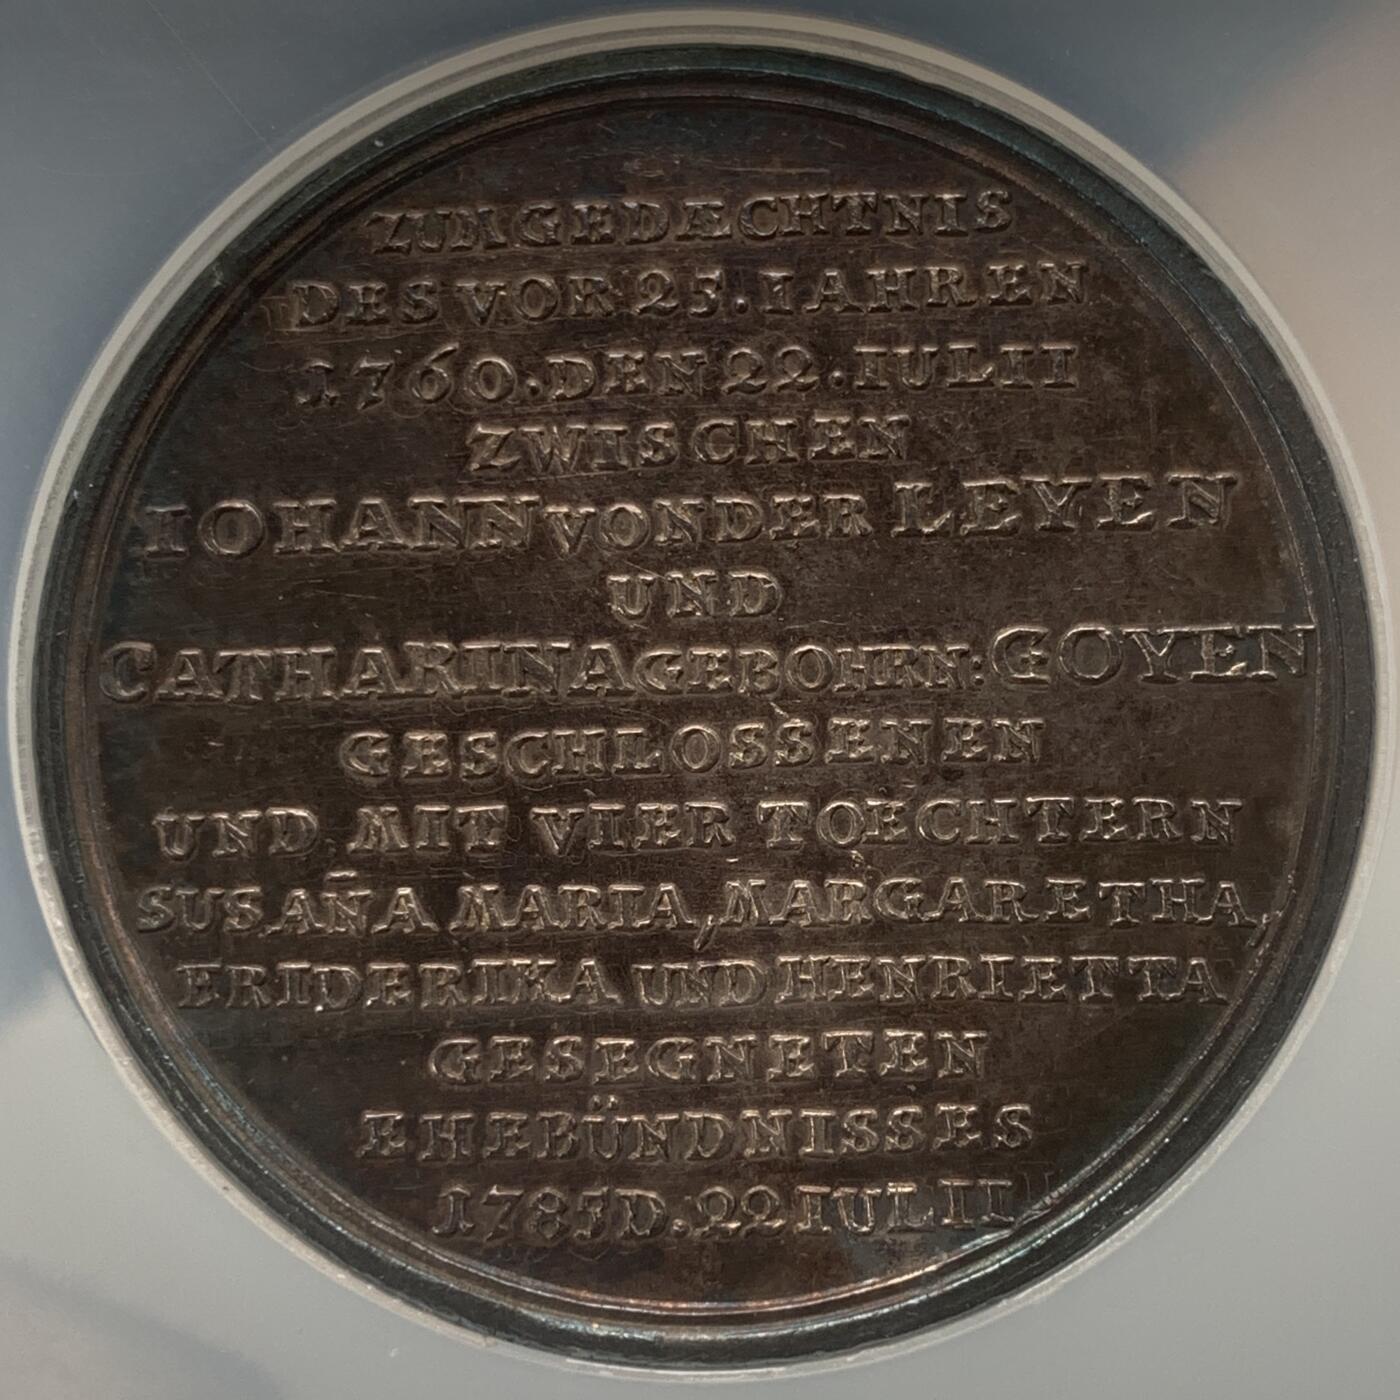 ZUM GEDÆCHTNIS
DES VOR 25. IAHREN
1760. DEN 22. IULII
ZWISCHEN
IOHANN VON DER LEYEN
UND
CATHARINA GEBOHRN: GOYEN
GESCHLOSSENEN
UND MIT VIER TOECHTERN
SUSAÑA MARIA, MARGARETHA,
FRIDERIKA UND HENRIETTA
GESEGNETEN
EHEBÜNDNISSES
1785 D. 22 IULII